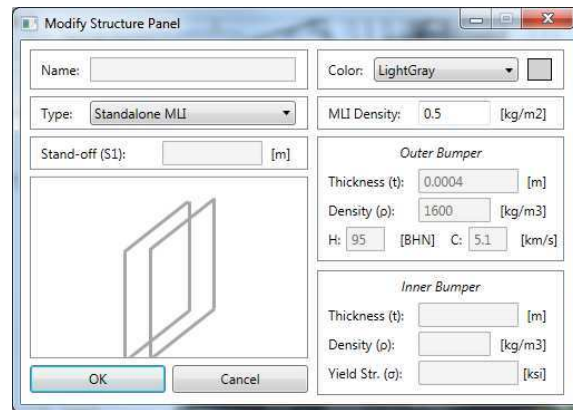 Modify Structure Panel
Name:
Color: LightGray
Type: Standalone MLI
MLI Density: 0.5 [kg/m2]
Stand-off (S1): [m]
Outer Bumper
Thickness (t): 0.0004 [m]
Density (ρ): 1600 [kg/m3]
H: 95 [BHN] C: 5.1 [km/s]
Inner Bumper
Thickness (t): [m]
Density (ρ): [kg/m3]
Yield Str. (σ): [ksi]
OK Cancel